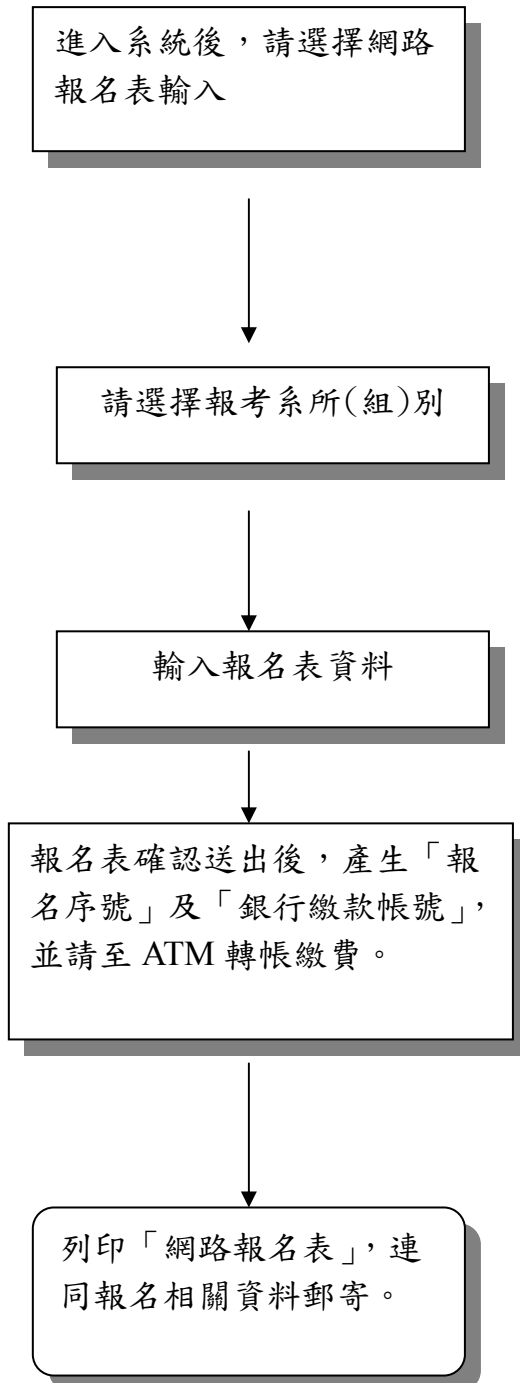 進入系統後，請選擇網路
報名表輸入
請選擇報考系所(組)別
輸入報名表資料
報名表確認送出後，產生「報
名序號」及「銀行繳款帳號」，
並請至 ATM 轉帳繳費。
列印「網路報名表」，連
同報名相關資料郵寄。